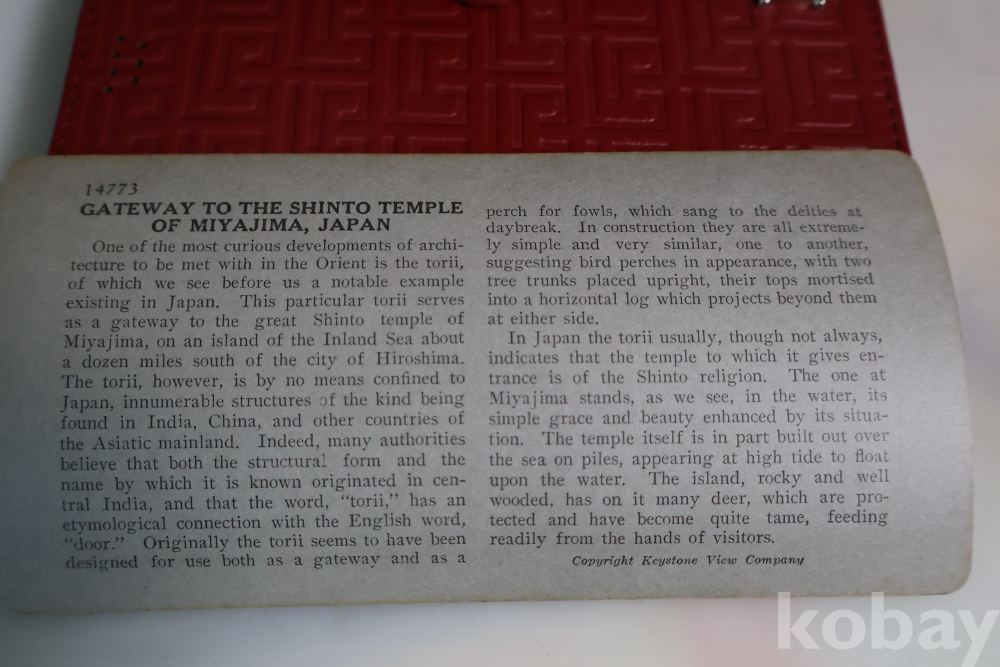 14773
GATEWAY TO THE SHINTO TEMPLE
OF MIYAJIMA, JAPAN
One of the most curious developments of archi-
tecture to be met with in the Orient is the torii,
of which we see before us a notable example
existing in Japan. This particular torii serves
as a gateway to the great Shinto temple of
Miyajima, on an island of the Inland Sea about
a dozen miles south of the city of Hiroshima.
The torii, however, is by no means confined to
Japan, innumerable structures of the kind being
found in India, China, and other countries of
the Asiatic mainland. Indeed, many authorities
believe that both the structural form and the
name by which it is known originated in cen-
tral India, and that the word, "torii," has an
etymological connection with the English word,
"door." Originally the torii seems to have been
designed for use both as a gateway and as a
perch for fowls, which sang to the deities at
daybreak. In construction they are all extreme-
ly simple and very similar, one to another,
suggesting bird perches in appearance, with two
tree trunks placed upright, their tops mortised
into a horizontal log which projects beyond them
at either side.
In Japan the torii usually, though not always,
indicates that the temple to which it gives en-
trance is of the Shinto religion. The one at
Miyajima stands, as we see, in the water, its
simple grace and beauty enhanced by its situa-
tion. The temple itself is in part built out over
the sea on piles, appearing at high tide to float
upon the water. The island, rocky and well
wooded, has on it many deer, which are pro-
tected and have become quite tame, feeding
readily from the hands of visitors.
Copyright Keystone View Company
kobay